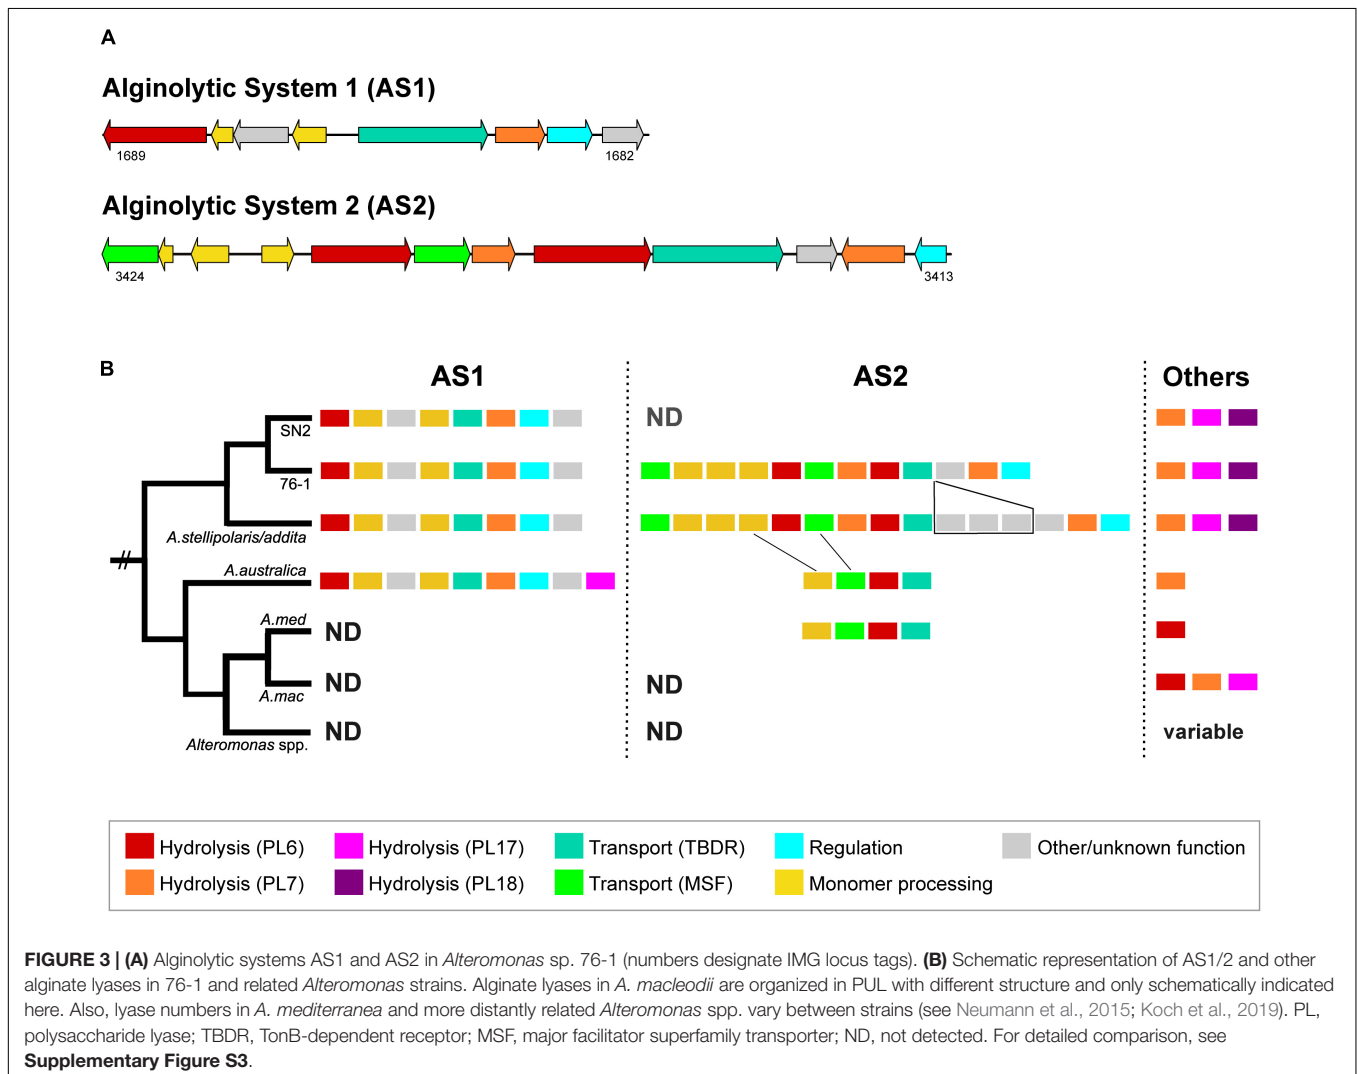 A
Alginolytic System 1 (AS1)
1689
1682
Alginolytic System 2 (AS2)
3424
3413
B
AS1
AS2
Others
SN2
ND
76-1
A.stellipolaris/addita
A.australica
A.med
ND
A.mac
ND
ND
Alteromonas spp.
ND
ND
variable
Hydrolysis (PL6)
Hydrolysis (PL17)
Transport (TBDR)
Regulation
Other/unknown function
Hydrolysis (PL7)
Hydrolysis (PL18)
Transport (MSF)
Monomer processing
FIGURE 3 | (A) Alginolytic systems AS1 and AS2 in Alteromonas sp. 76-1 (numbers designate IMG locus tags). (B) Schematic representation of AS1/2 and other
alginate lyases in 76-1 and related Alteromonas strains. Alginate lyases in A. macleodii are organized in PUL with different structure and only schematically indicated
here. Also, lyase numbers in A. mediterranea and more distantly related Alteromonas spp. vary between strains (see Neumann et al., 2015; Koch et al., 2019). PL,
polysaccharide lyase; TBDR, TonB-dependent receptor; MSF, major facilitator superfamily transporter; ND, not detected. For detailed comparison, see
Supplementary Figure S3.